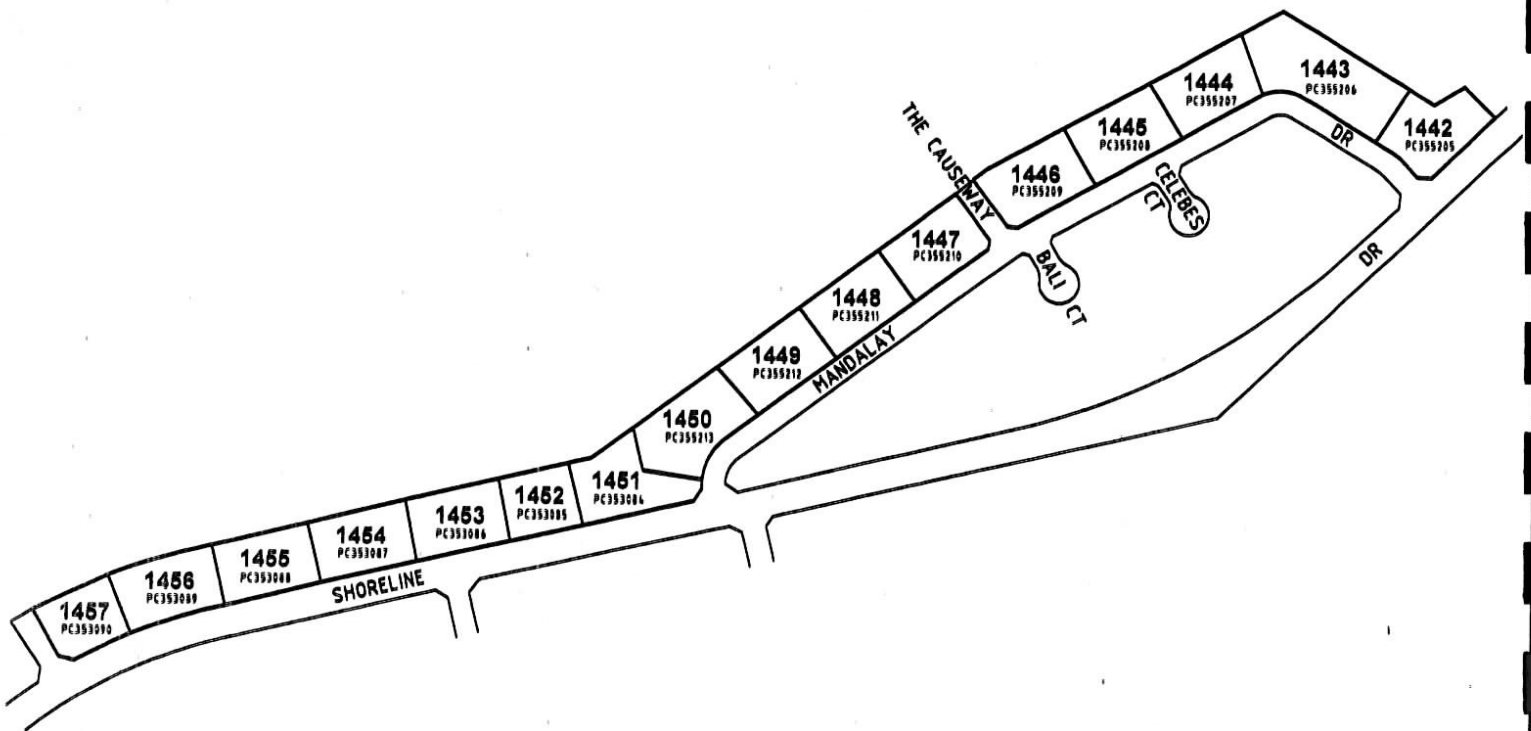 1443
PC355206
1444
PC355207
1442
PC355205
1445
PC355208
1446
PC355209
THE CAUSEWAY
DR
CELEBES
CT
1447
PC355210
BALI CT
DR
1448
PC355211
1449
PC355212
MANDALAY
1450
PC355213
1451
PC353084
1452
PC353085
1453
PC353086
1454
PC353087
1455
PC353088
1456
PC353089
SHORELINE
1457
PC353090